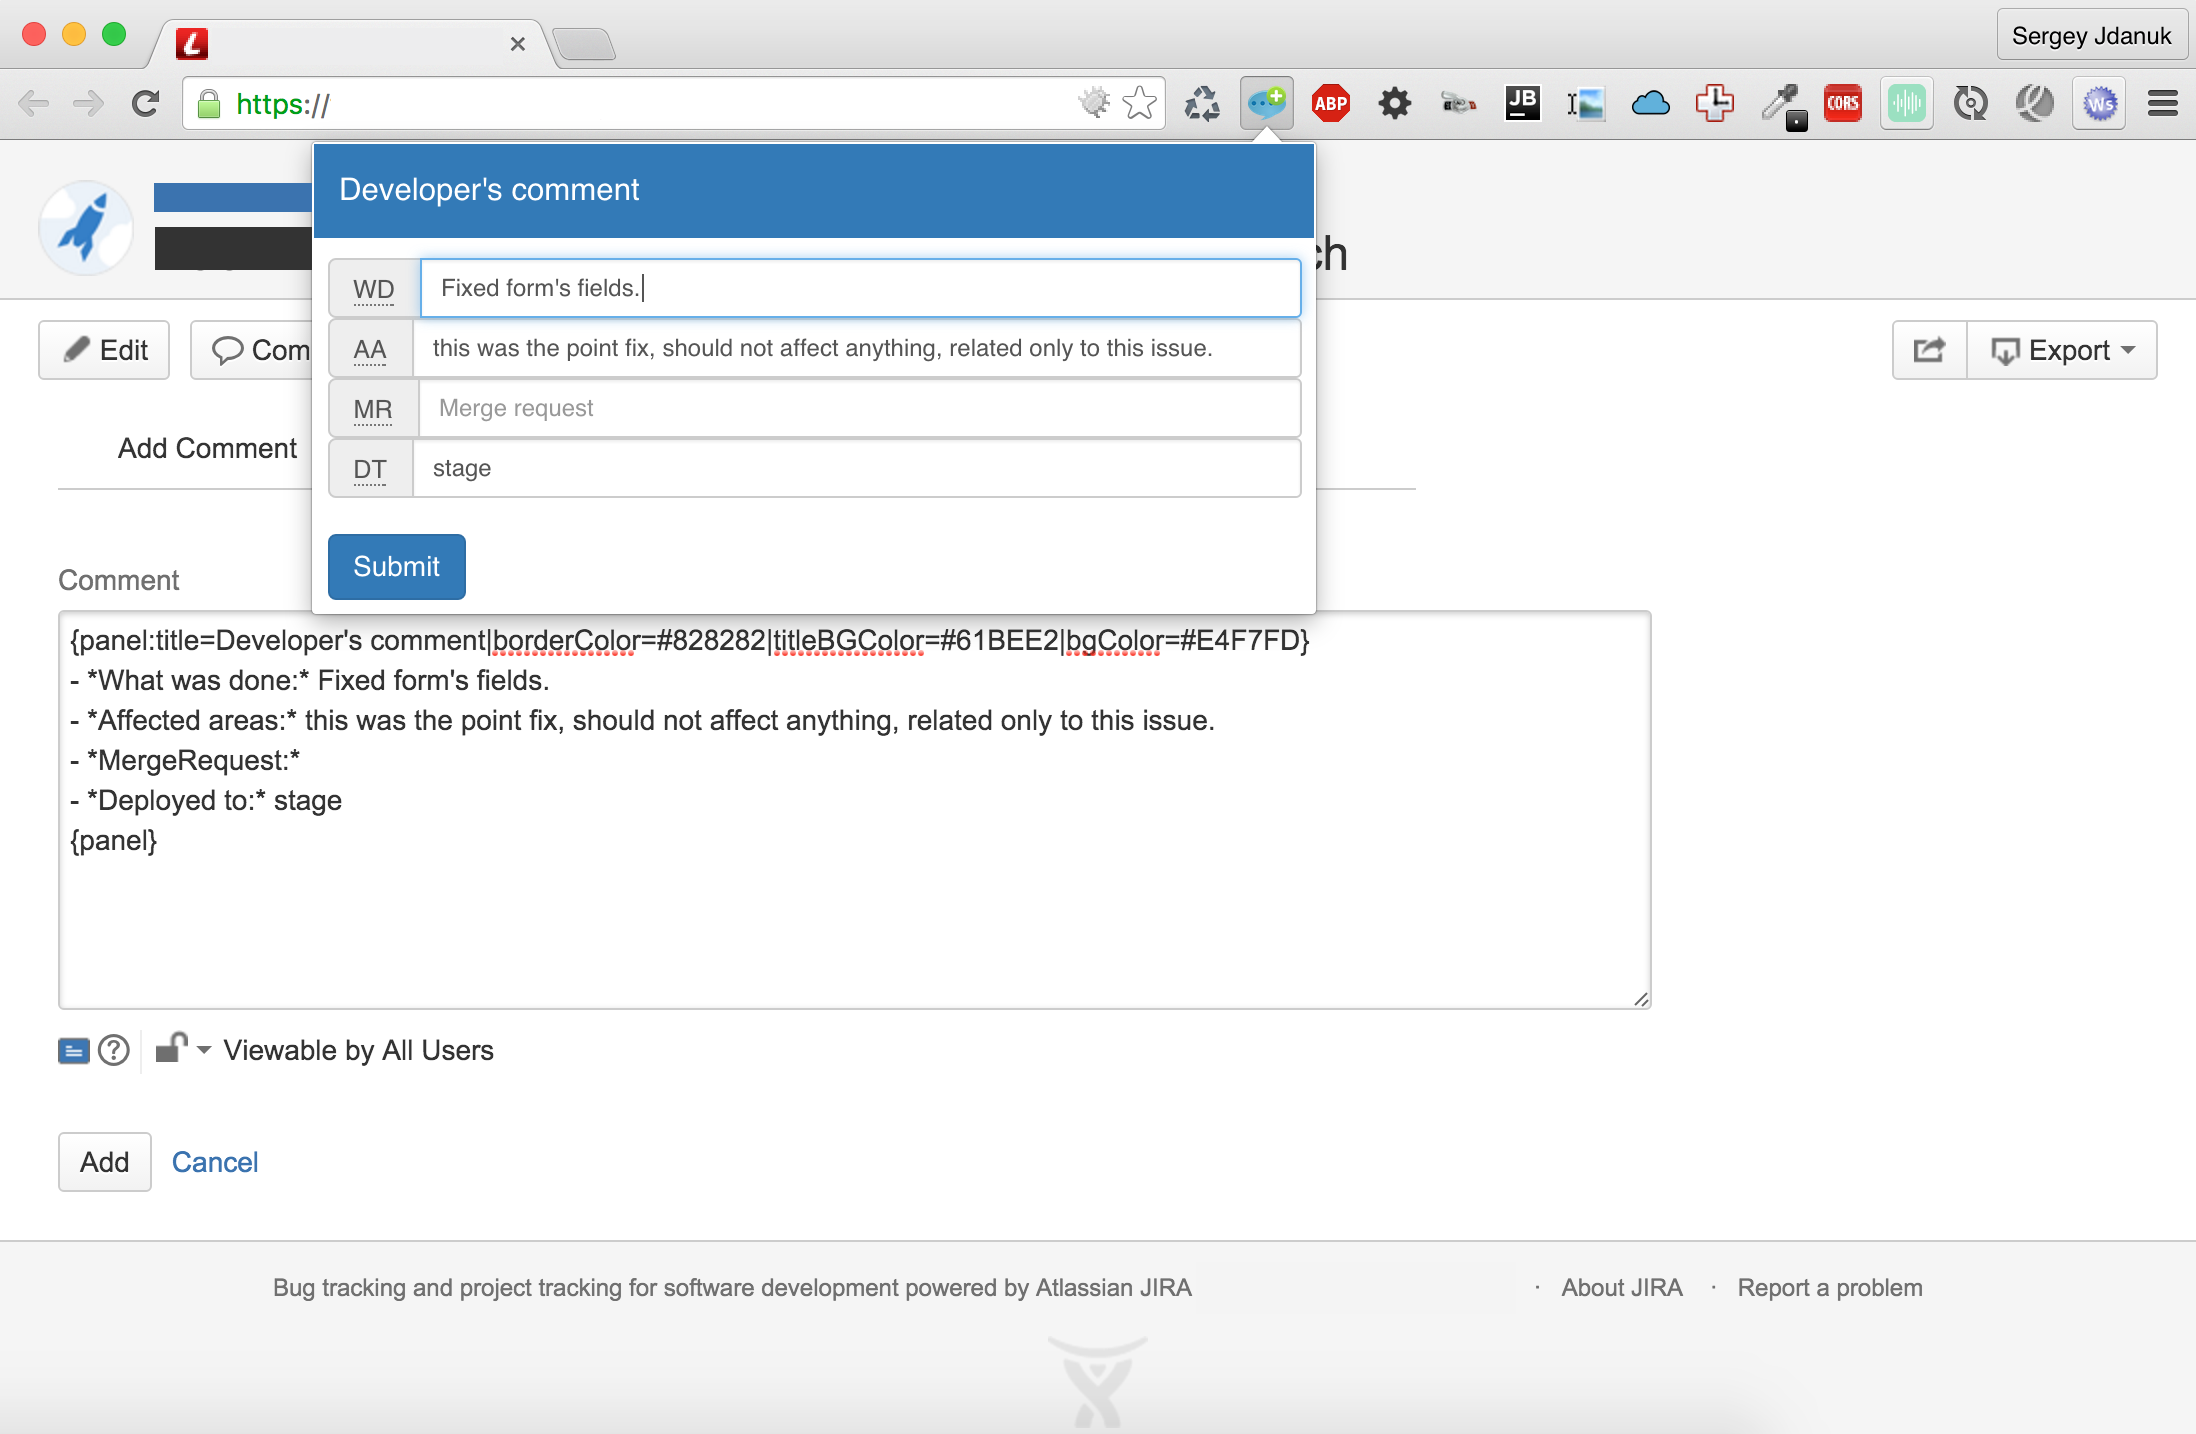 Sergey Jdanuk
https://
ABP
JB
CORS
Ws
Developer's comment
ch
WD Fixed form's fields.
AA this was the point fix, should not affect anything, related only to this issue.
MR Merge request
DT stage
Submit
Edit
Com
Export
Add Comment
Comment
{panel:title=Developer's comment|borderColor=#828282|titleBGColor=#61BEE2|bgColor=#E4F7FD}
- *What was done:* Fixed form's fields.
- *Affected areas:* this was the point fix, should not affect anything, related only to this issue.
- *MergeRequest:*
- *Deployed to:* stage
{panel}
Viewable by All Users
Add Cancel
Bug tracking and project tracking for software development powered by Atlassian JIRA · About JIRA · Report a problem